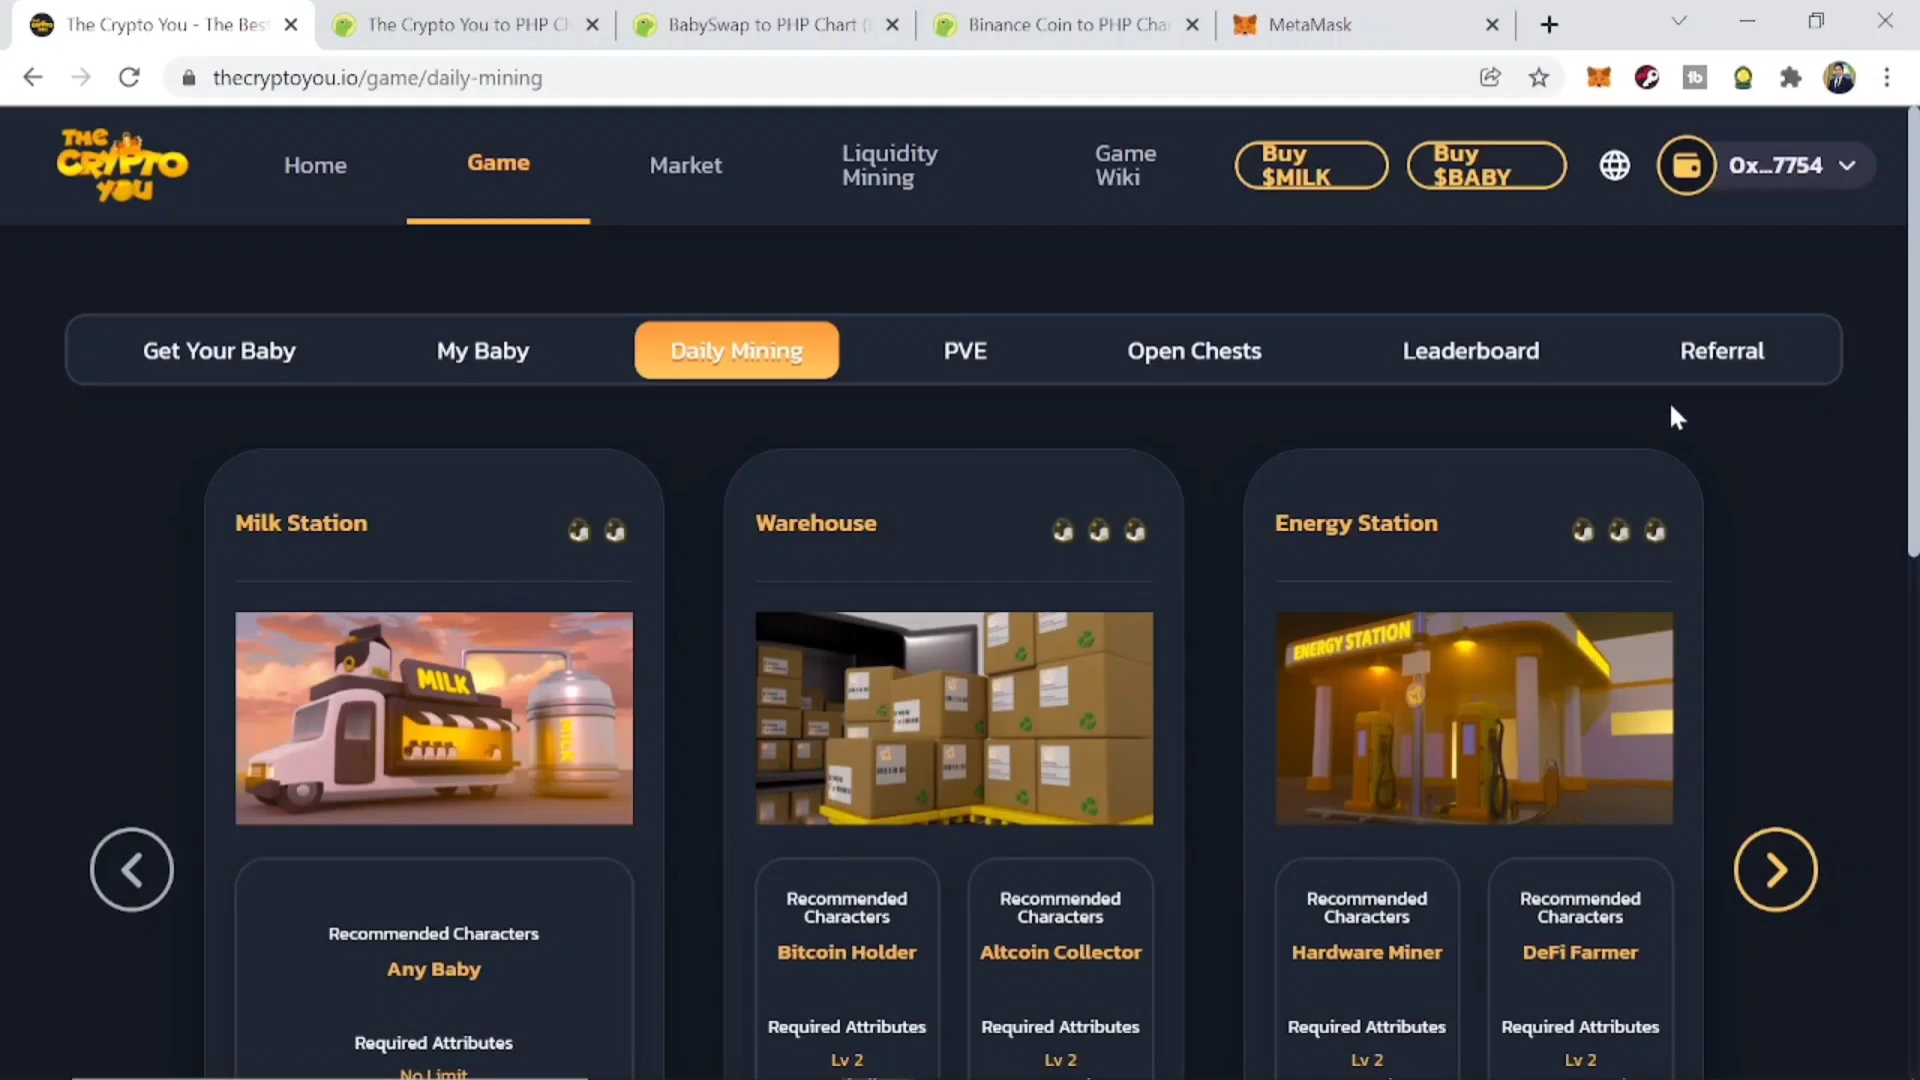 The Crypto You - The Best
The Crypto You to PHP Ch
BabySwap to PHP Chart (
Binance Coin to PHP Char
MetaMask
thecryptoyou.io/game/daily-mining
THE CRYPTO YOU
Home
Game
Market
Liquidity Mining
Game Wiki
Buy $MILK
Buy $BABY
0x...7754
Get Your Baby
My Baby
Daily Mining
PVE
Open Chests
Leaderboard
Referral
Milk Station
Warehouse
Energy Station
MILK
MILK
ENERGY STATION
Recommended Characters
Any Baby
Required Attributes
No Limit
Recommended Characters
Bitcoin Holder
Required Attributes
Lv 2
Recommended Characters
Altcoin Collector
Required Attributes
Lv 2
Recommended Characters
Hardware Miner
Required Attributes
Lv 2
Recommended Characters
DeFi Farmer
Required Attributes
Lv 2